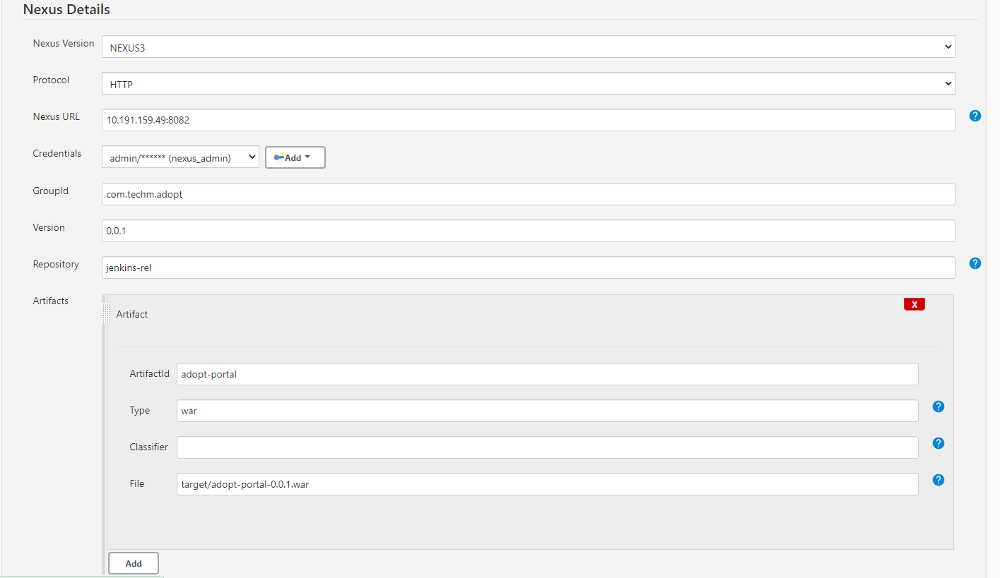 Nexus Details
Nexus Version NEXUS3
Protocol HTTP
Nexus URL 10.191.159.49:8082 ?
Credentials admin/****** (nexus_admin) Add
GroupId com.techm.adopt
Version 0.0.1
Repository jenkins-rel ?
Artifacts
X
Artifact
ArtifactId adopt-portal
Type war ?
Classifier ?
File target/adopt-portal-0.0.1.war ?
Add